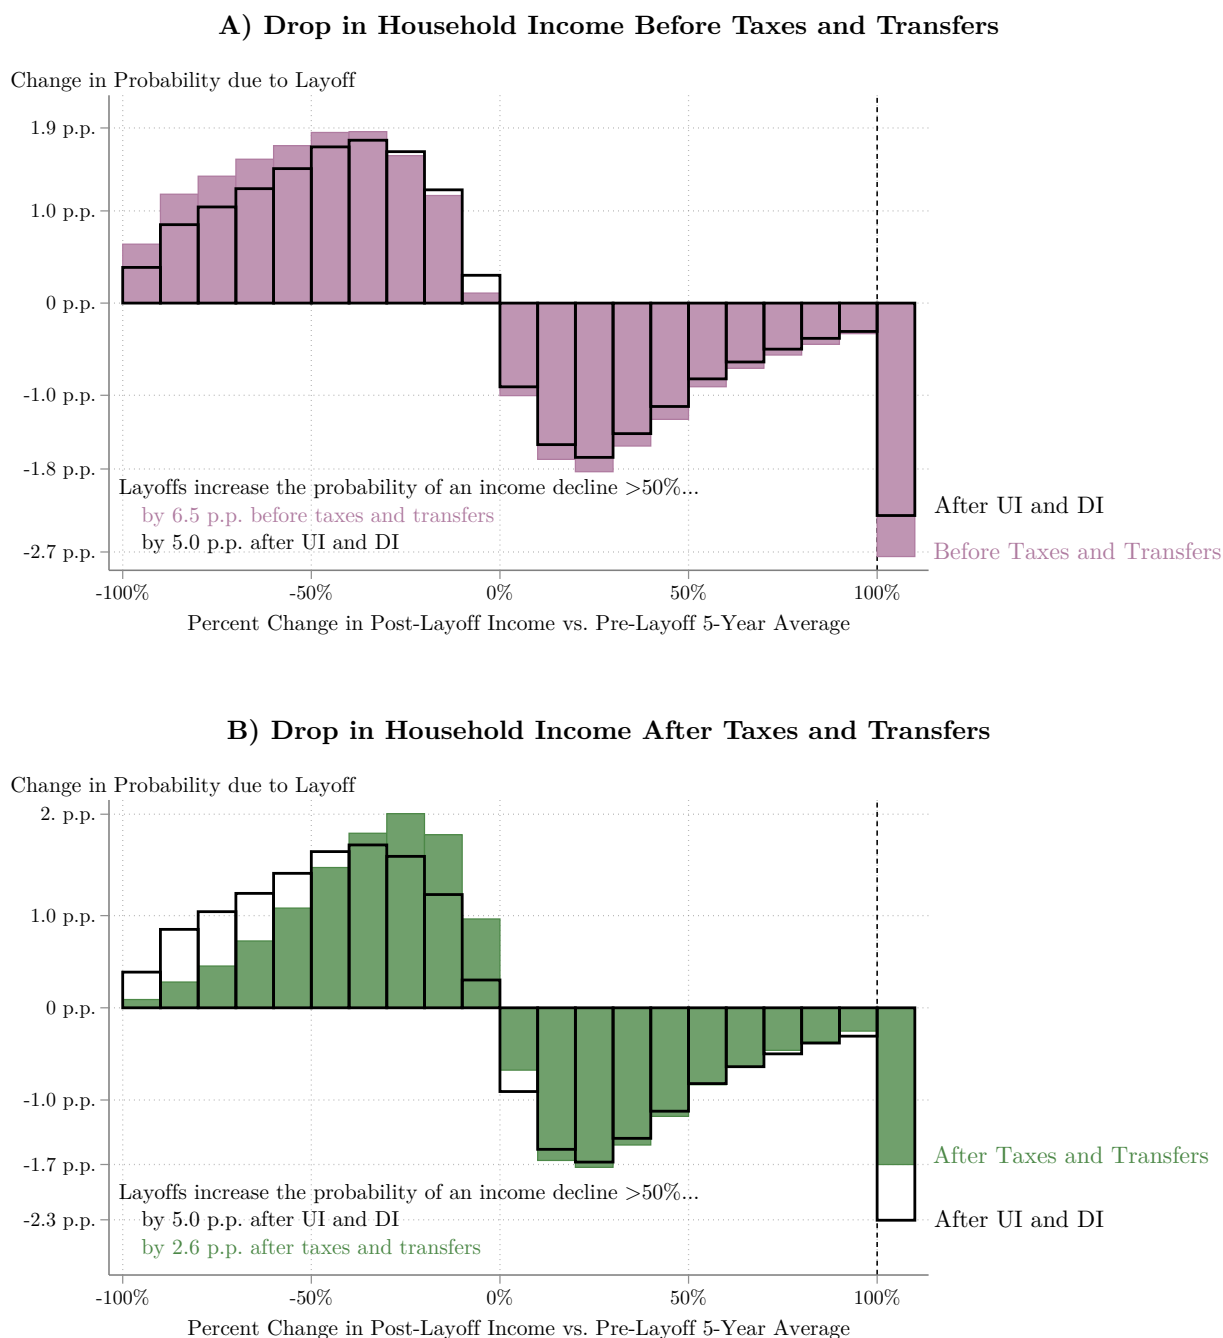 A) Drop in Household Income Before Taxes and Transfers
Change in Probability due to Layoff
1.9 p.p.
1.0 p.p.
0 p.p.
-1.0 p.p.
-1.8 p.p.
-2.7 p.p.
Layoffs increase the probability of an income decline >50%...
by 6.5 p.p. before taxes and transfers
by 5.0 p.p. after UI and DI
After UI and DI
Before Taxes and Transfers
-100% -50% 0% 50% 100%
Percent Change in Post-Layoff Income vs. Pre-Layoff 5-Year Average
B) Drop in Household Income After Taxes and Transfers
Change in Probability due to Layoff
2. p.p.
1.0 p.p.
0 p.p.
-1.0 p.p.
-1.7 p.p.
-2.3 p.p.
After Taxes and Transfers
Layoffs increase the probability of an income decline >50%...
by 5.0 p.p. after UI and DI
by 2.6 p.p. after taxes and transfers
After UI and DI
-100% -50% 0% 50% 100%
Percent Change in Post-Layoff Income vs. Pre-Layoff 5-Year Average